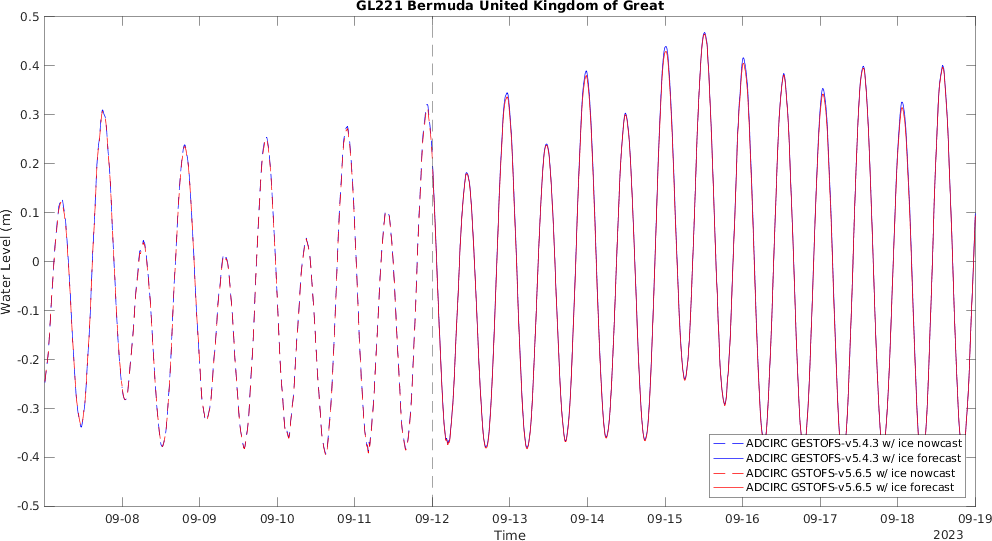 GL221 Bermuda United Kingdom of Great
0.5
0.4
0.3
0.2
0.1
0
-0.1
-0.2
-0.3
-0.4
-0.5
Water Level (m)
ADCIRC GESTOFS-v5.4.3 w/ ice nowcast
ADCIRC GESTOFS-v5.4.3 w/ ice forecast
ADCIRC GSTOFS-v5.6.5 w/ ice nowcast
ADCIRC GSTOFS-v5.6.5 w/ ice forecast
09-08 09-09 09-10 09-11 09-12 09-13 09-14 09-15 09-16 09-17 09-18 09-19
Time
2023